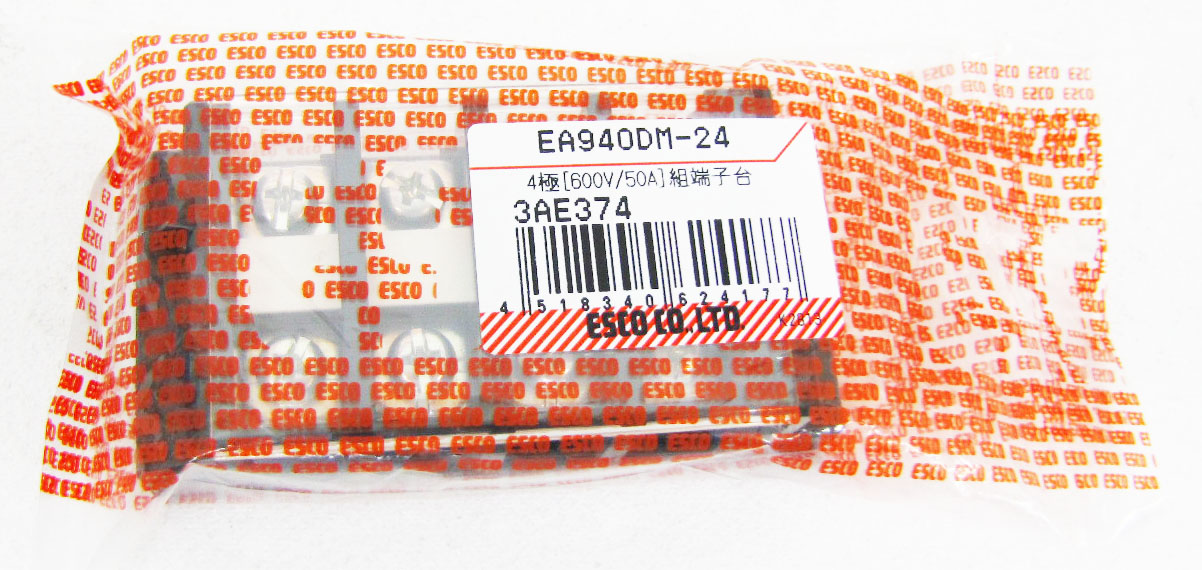 EA940DM-24
4極[600V/50A]組端子台
3AE374
4 518340 624177
ESCO CO.,LTD.
ESCO ESCO ESCO ESCO ESCO ESCO ESCO